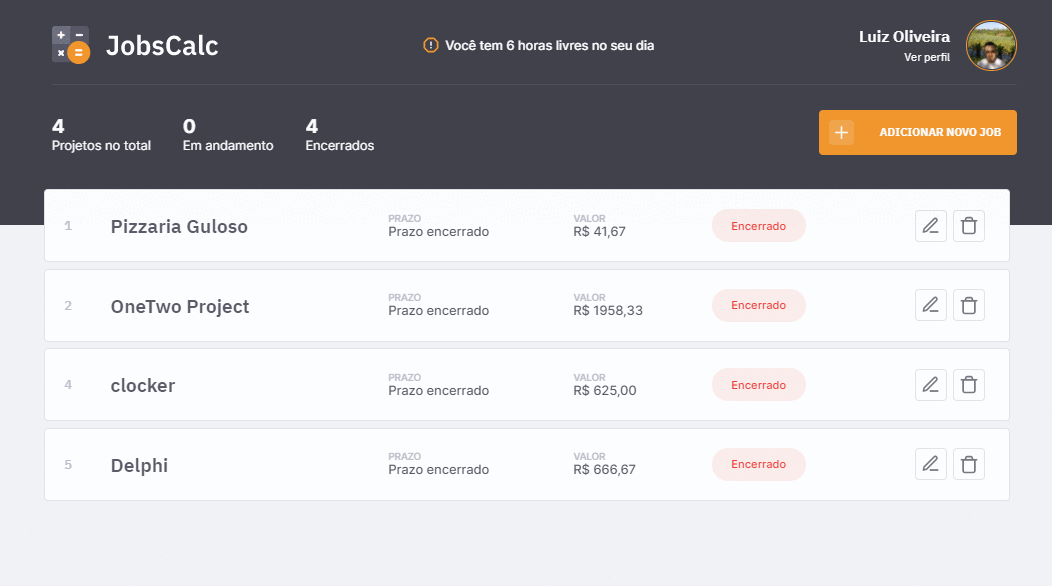 JobsCalc
Você tem 6 horas livres no seu dia
Luiz Oliveira
Ver perfil
4
Projetos no total
0
Em andamento
4
Encerrados
ADICIONAR NOVO JOB
1
Pizzaria Guloso
PRAZO
Prazo encerrado
VALOR
R$ 41,67
Encerrado
2
OneTwo Project
PRAZO
Prazo encerrado
VALOR
R$ 1958,33
Encerrado
4
clocker
PRAZO
Prazo encerrado
VALOR
R$ 625,00
Encerrado
5
Delphi
PRAZO
Prazo encerrado
VALOR
R$ 666,67
Encerrado